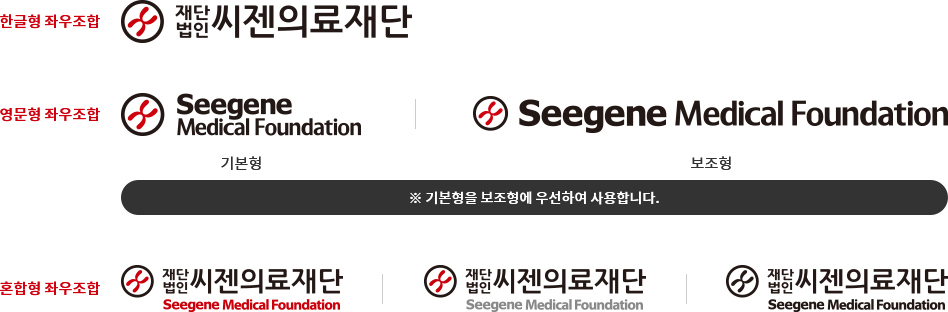 한글형 좌우조합
재단
법인
씨젠의료재단
영문형 좌우조합
Seegene
Medical Foundation
Seegene Medical Foundation
기본형
보조형
※ 기본형을 보조형에 우선하여 사용합니다.
혼합형 좌우조합
재단
법인
씨젠의료재단
Seegene Medical Foundation
재단
법인
씨젠의료재단
Seegene Medical Foundation
재단
법인
씨젠의료재단
Seegene Medical Foundation